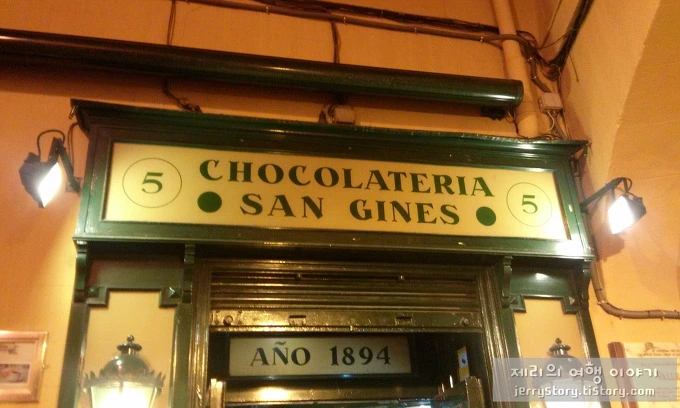 5 CHOCOLATERIA 5
SAN GINES
AÑO 1894
제리의 여행 이야기
jerrystory.tistory.com